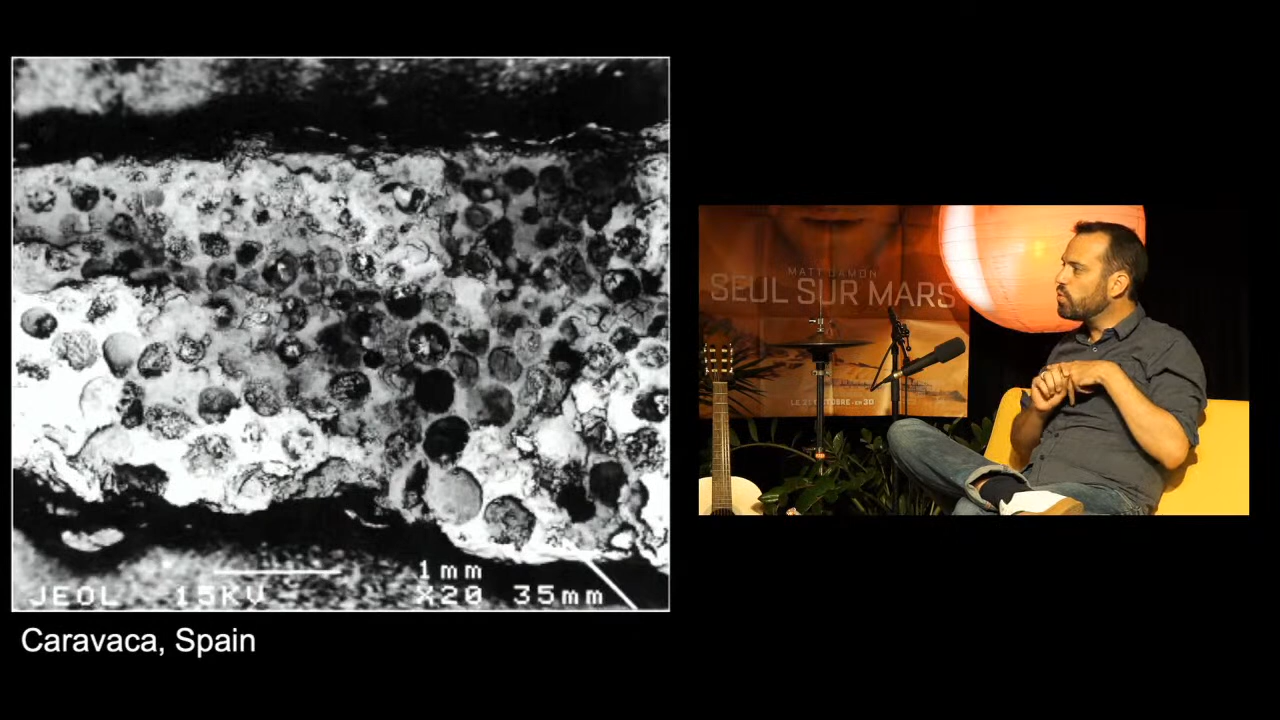 1mm
JEOL 15KV X20 35mm
Caravaca, Spain
MATT DAMON
SEUL SUR MARS